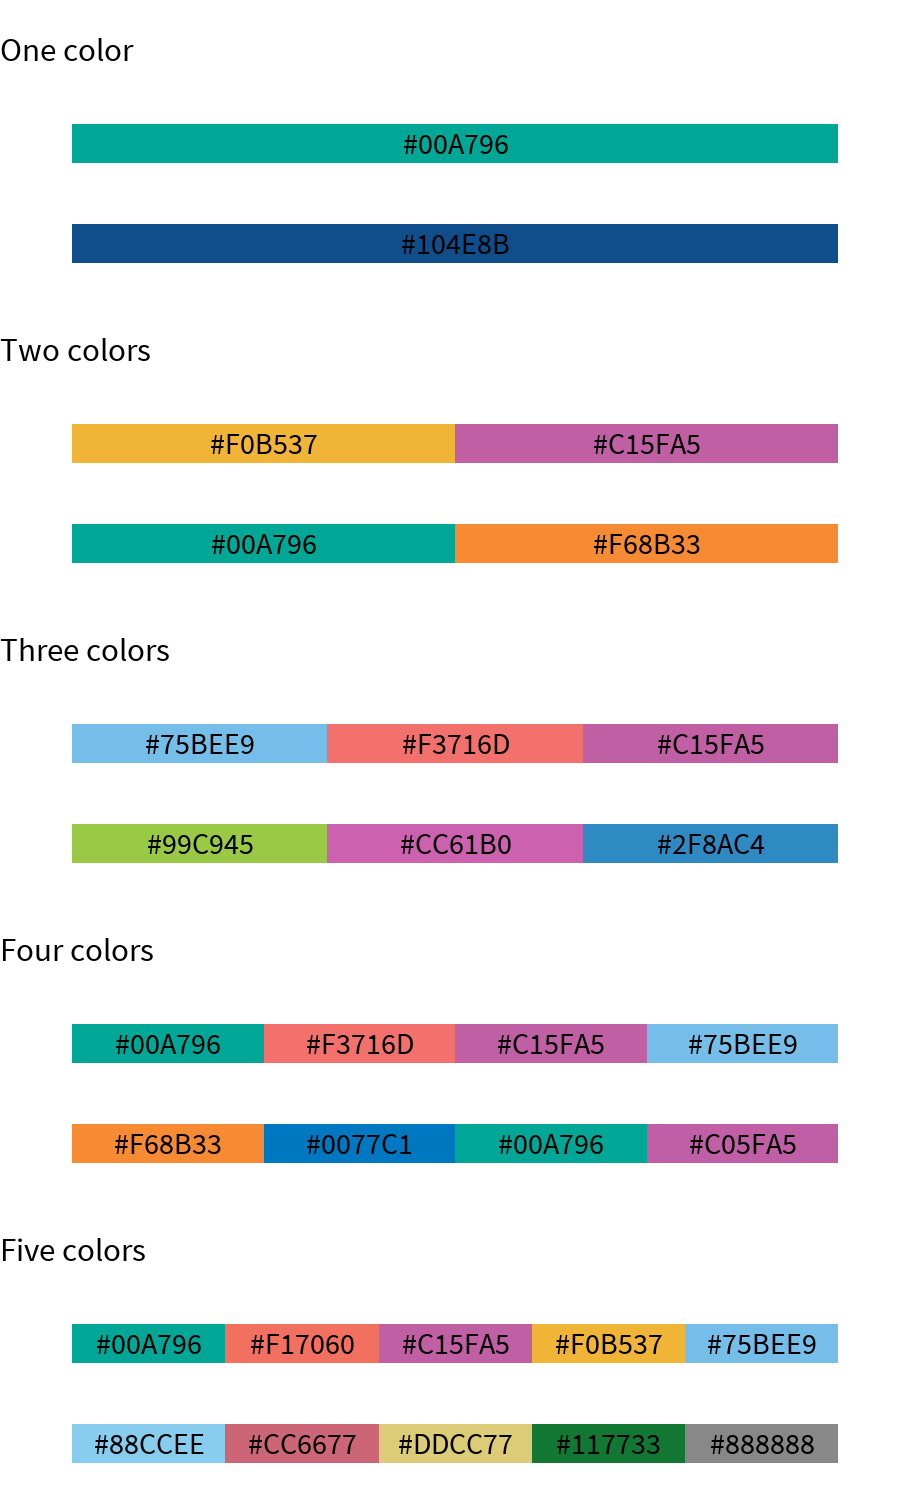 One color
#00A796
#104E8B
Two colors
#F0B537 #C15FA5
#00A796 #F68B33
Three colors
#75BEE9 #F3716D #C15FA5
#99C945 #CC61B0 #2F8AC4
Four colors
#00A796 #F3716D #C15FA5 #75BEE9
#F68B33 #0077C1 #00A796 #C05FA5
Five colors
#00A796 #F17060 #C15FA5 #F0B537 #75BEE9
#88CCEE #CC6677 #DDCC77 #117733 #888888